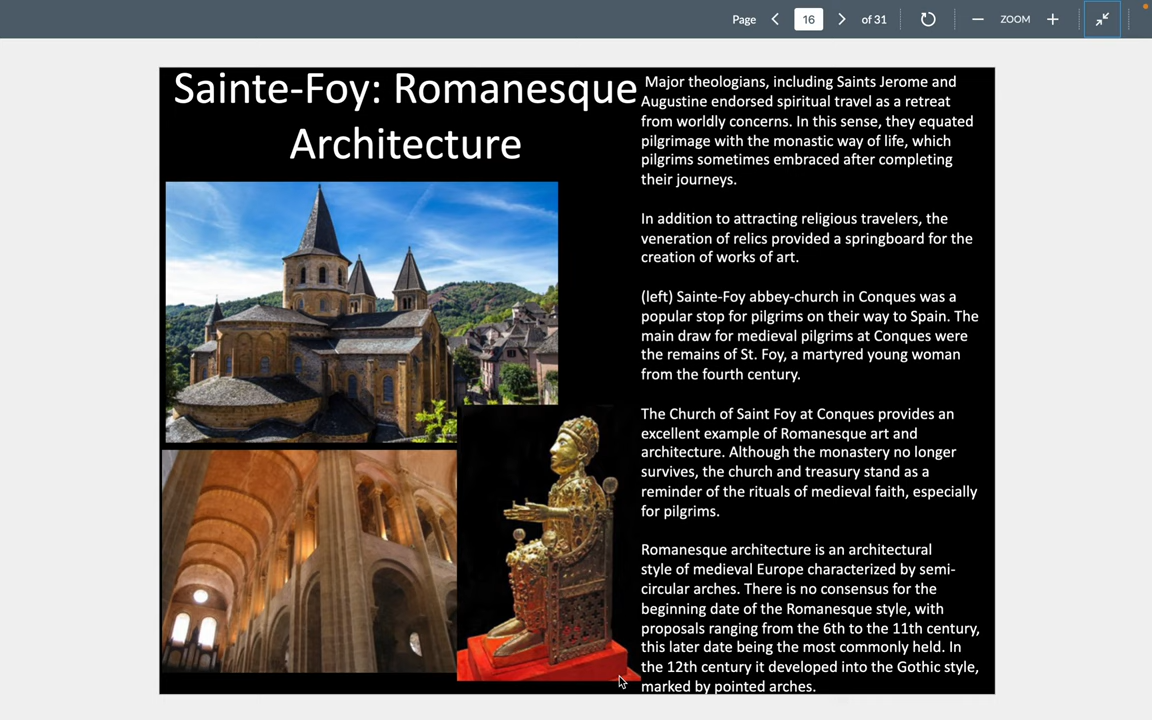 Page
16
of 31
ZOOM
Sainte-Foy: Romanesque
Architecture
Major theologians, including Saints Jerome and
Augustine endorsed spiritual travel as a retreat
from worldly concerns. In this sense, they equated
pilgrimage with the monastic way of life, which
pilgrims sometimes embraced after completing
their journeys.
In addition to attracting religious travelers, the
veneration of relics provided a springboard for the
creation of works of art.
(left) Sainte-Foy abbey-church in Conques was a
popular stop for pilgrims on their way to Spain. The
main draw for medieval pilgrims at Conques were
the remains of St. Foy, a martyred young woman
from the fourth century.
The Church of Saint Foy at Conques provides an
excellent example of Romanesque art and
architecture. Although the monastery no longer
survives, the church and treasury stand as a
reminder of the rituals of medieval faith, especially
for pilgrims.
Romanesque architecture is an architectural
style of medieval Europe characterized by semi-
circular arches. There is no consensus for the
beginning date of the Romanesque style, with
proposals ranging from the 6th to the 11th century,
this later date being the most commonly held. In
the 12th century it developed into the Gothic style,
marked by pointed arches.